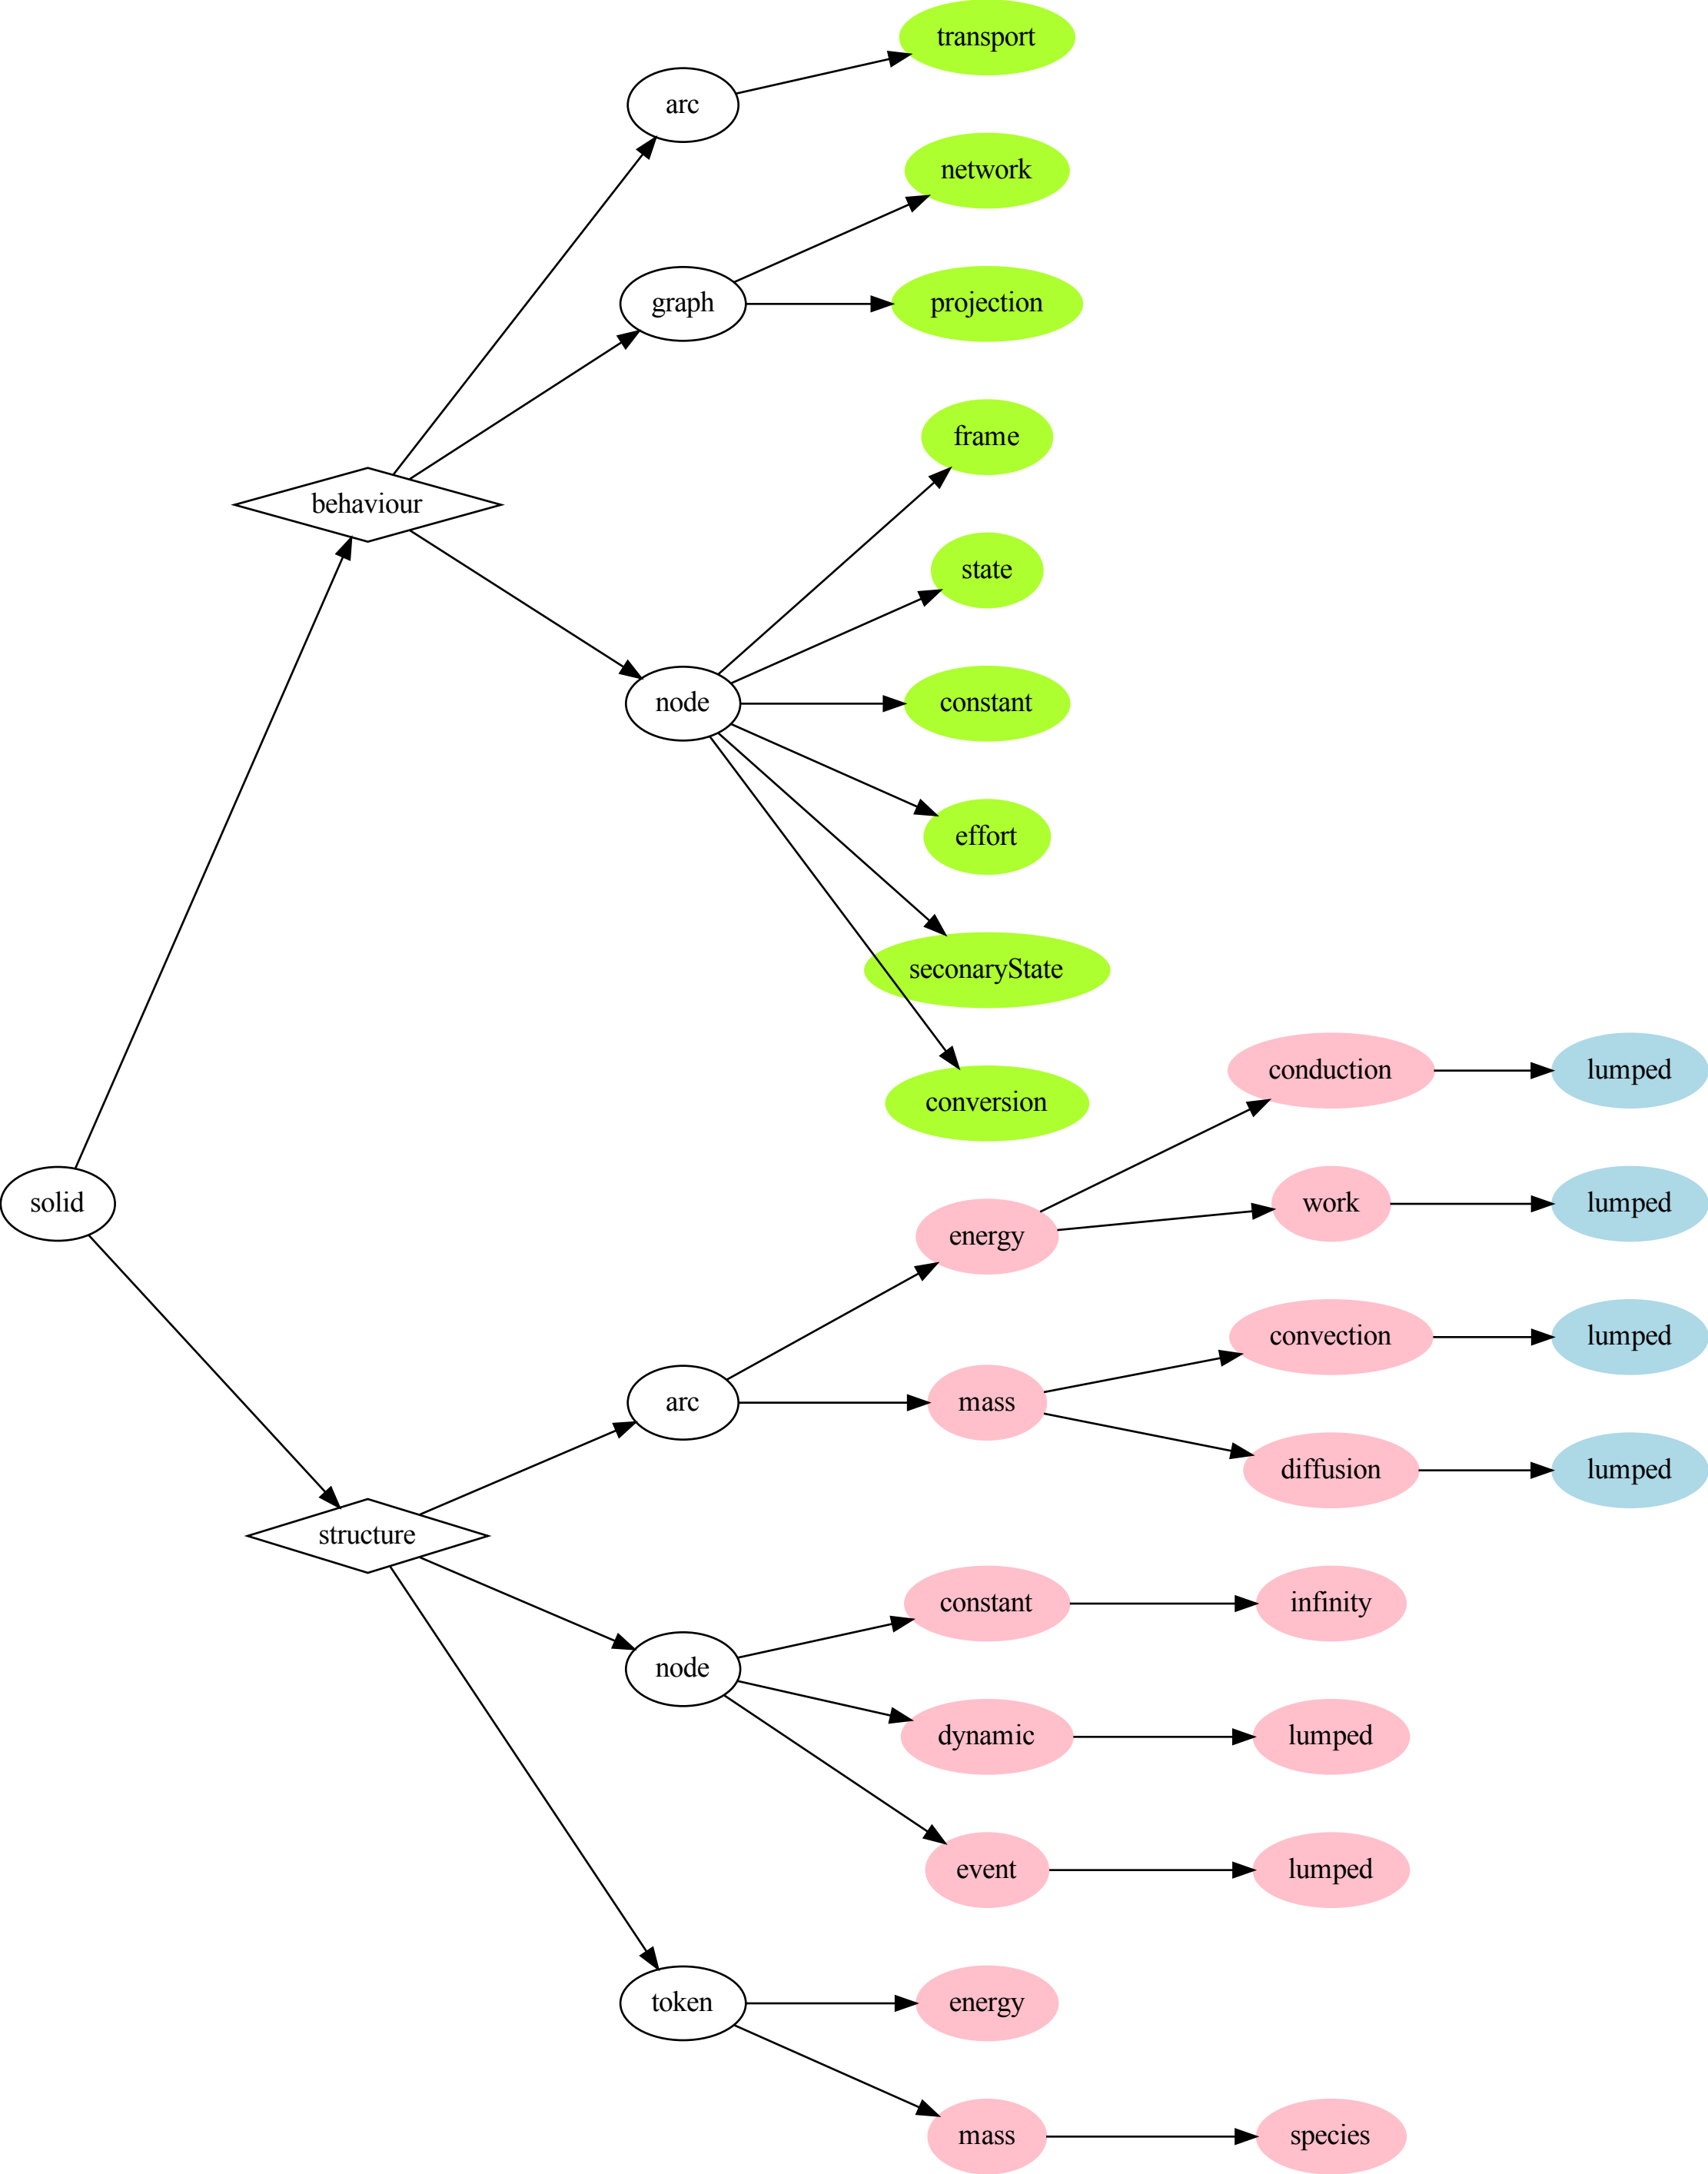 transport
arc
network
graph
projection
frame
behaviour
state
node
constant
effort
seconaryState
conduction
lumped
conversion
solid
work
lumped
energy
convection
lumped
arc
mass
diffusion
lumped
structure
constant
infinity
node
dynamic
lumped
event
lumped
token
energy
mass
species